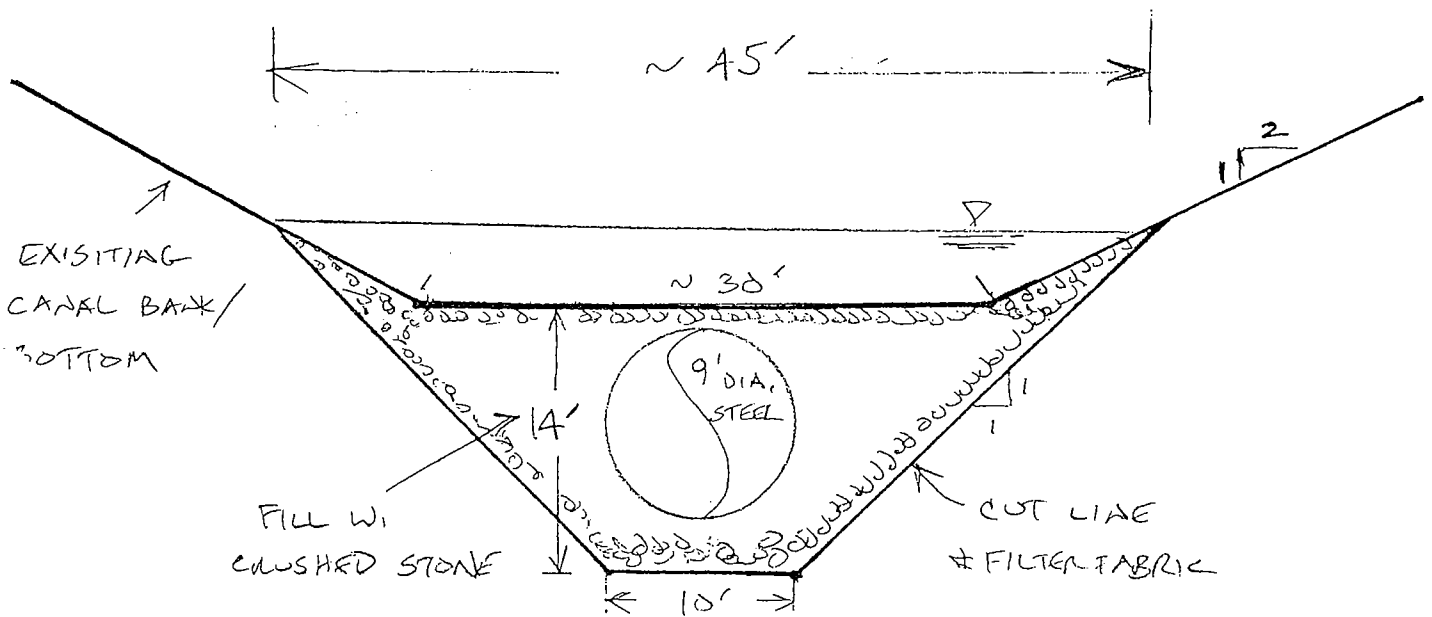 ~ 45'
2
1
EXISITING
CANAL BANK/
BOTTOM
~ 30'
9' DIA.
STEEL
14'
1
1
FILL W/
CRUSHED STONE
CUT LINE
& FILTER FABRIC
10'